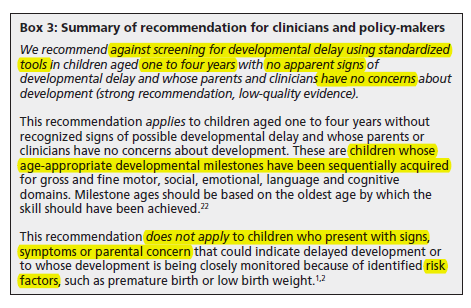 Box 3: Summary of recommendation for clinicians and policy-makers
We recommend against screening for developmental delay using standardized
tools in children aged one to four years with no apparent signs of
developmental delay and whose parents and clinicians have no concerns about
development (strong recommendation, low-quality evidence).
This recommendation applies to children aged one to four years without
recognized signs of possible developmental delay and whose parents or
clinicians have no concerns about development. These are children whose
age-appropriate developmental milestones have been sequentially acquired
for gross and fine motor, social, emotional, language and cognitive
domains. Milestone ages should be based on the oldest age by which the
skill should have been achieved.22
This recommendation does not apply to children who present with signs,
symptoms or parental concern that could indicate delayed development or
to whose development is being closely monitored because of identified risk
factors, such as premature birth or low birth weight.1,2